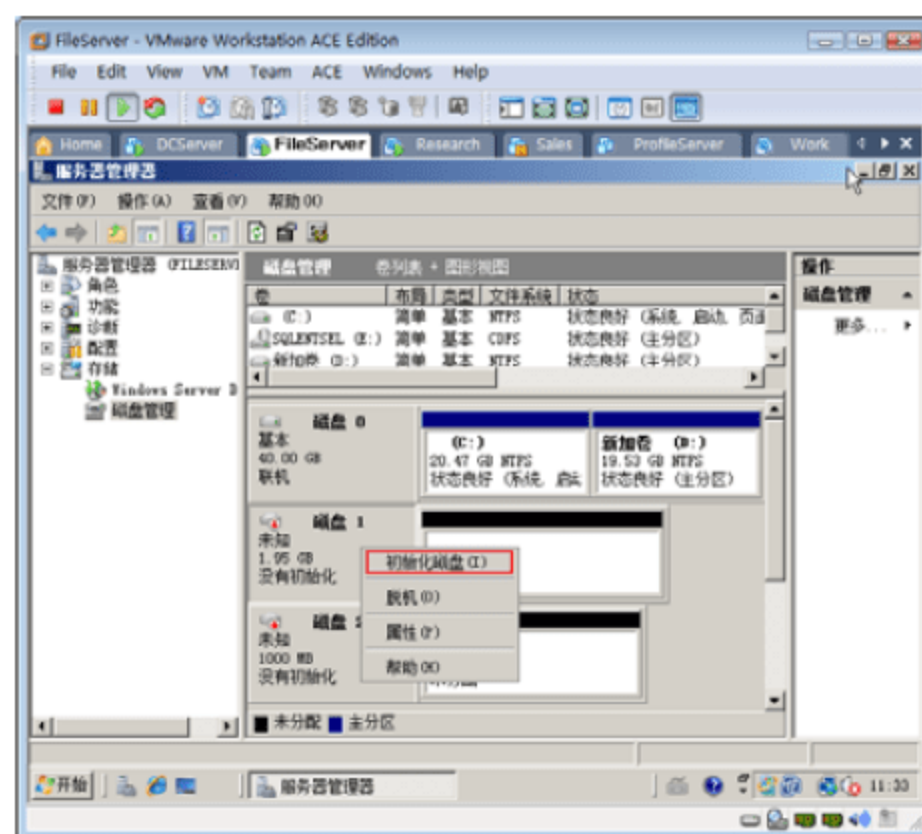 FileServer - VMware Workstation ACE Edition
File Edit View VM Team ACE Windows Help
Home DCServer FileServer Research Sales ProfileServer Work
服务器管理器
文件(F) 操作(A) 查看(V) 帮助(H)
服务器管理器 (FILESERV
角色
功能
诊断
配置
存储
Windows Server B
磁盘管理
磁盘管理 卷列表 + 图形视图
卷 布局 类型 文件系统 状态
(C:) 简单 基本 NTFS 状态良好 (系统, 启动, 页面
SQLENTSEL (E:) 简单 基本 CDFS 状态良好 (主分区)
新加卷 (D:) 简单 基本 NTFS 状态良好 (主分区)
磁盘 0
基本
40.00 GB
联机
(C:)
20.47 GB NTFS
状态良好 (系统, 启动
新加卷 (D:)
19.53 GB NTFS
状态良好 (主分区)
磁盘 1
未知
1.95 GB
没有初始化
初始化磁盘(I)
脱机(O)
属性(P)
帮助(H)
磁盘 2
未知
1000 MB
没有初始化
未分配 主分区
操作
磁盘管理
更多...
开始
服务器管理器
11:33